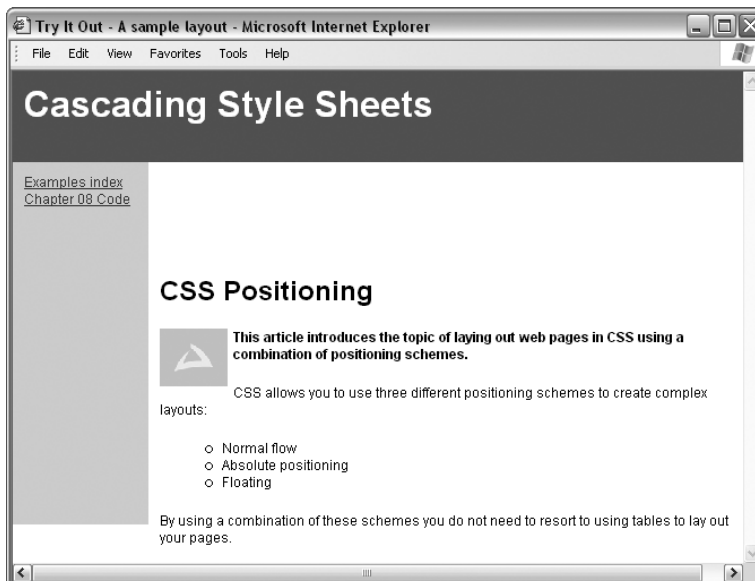 Try It Out - A sample layout - Microsoft Internet Explorer
File Edit View Favorites Tools Help
Cascading Style Sheets
Examples index
Chapter 08 Code
CSS Positioning
This article introduces the topic of laying out web pages in CSS using a
combination of positioning schemes.
CSS allows you to use three different positioning schemes to create complex
layouts:
Normal flow
Absolute positioning
Floating
By using a combination of these schemes you do not need to resort to using tables to lay out
your pages.